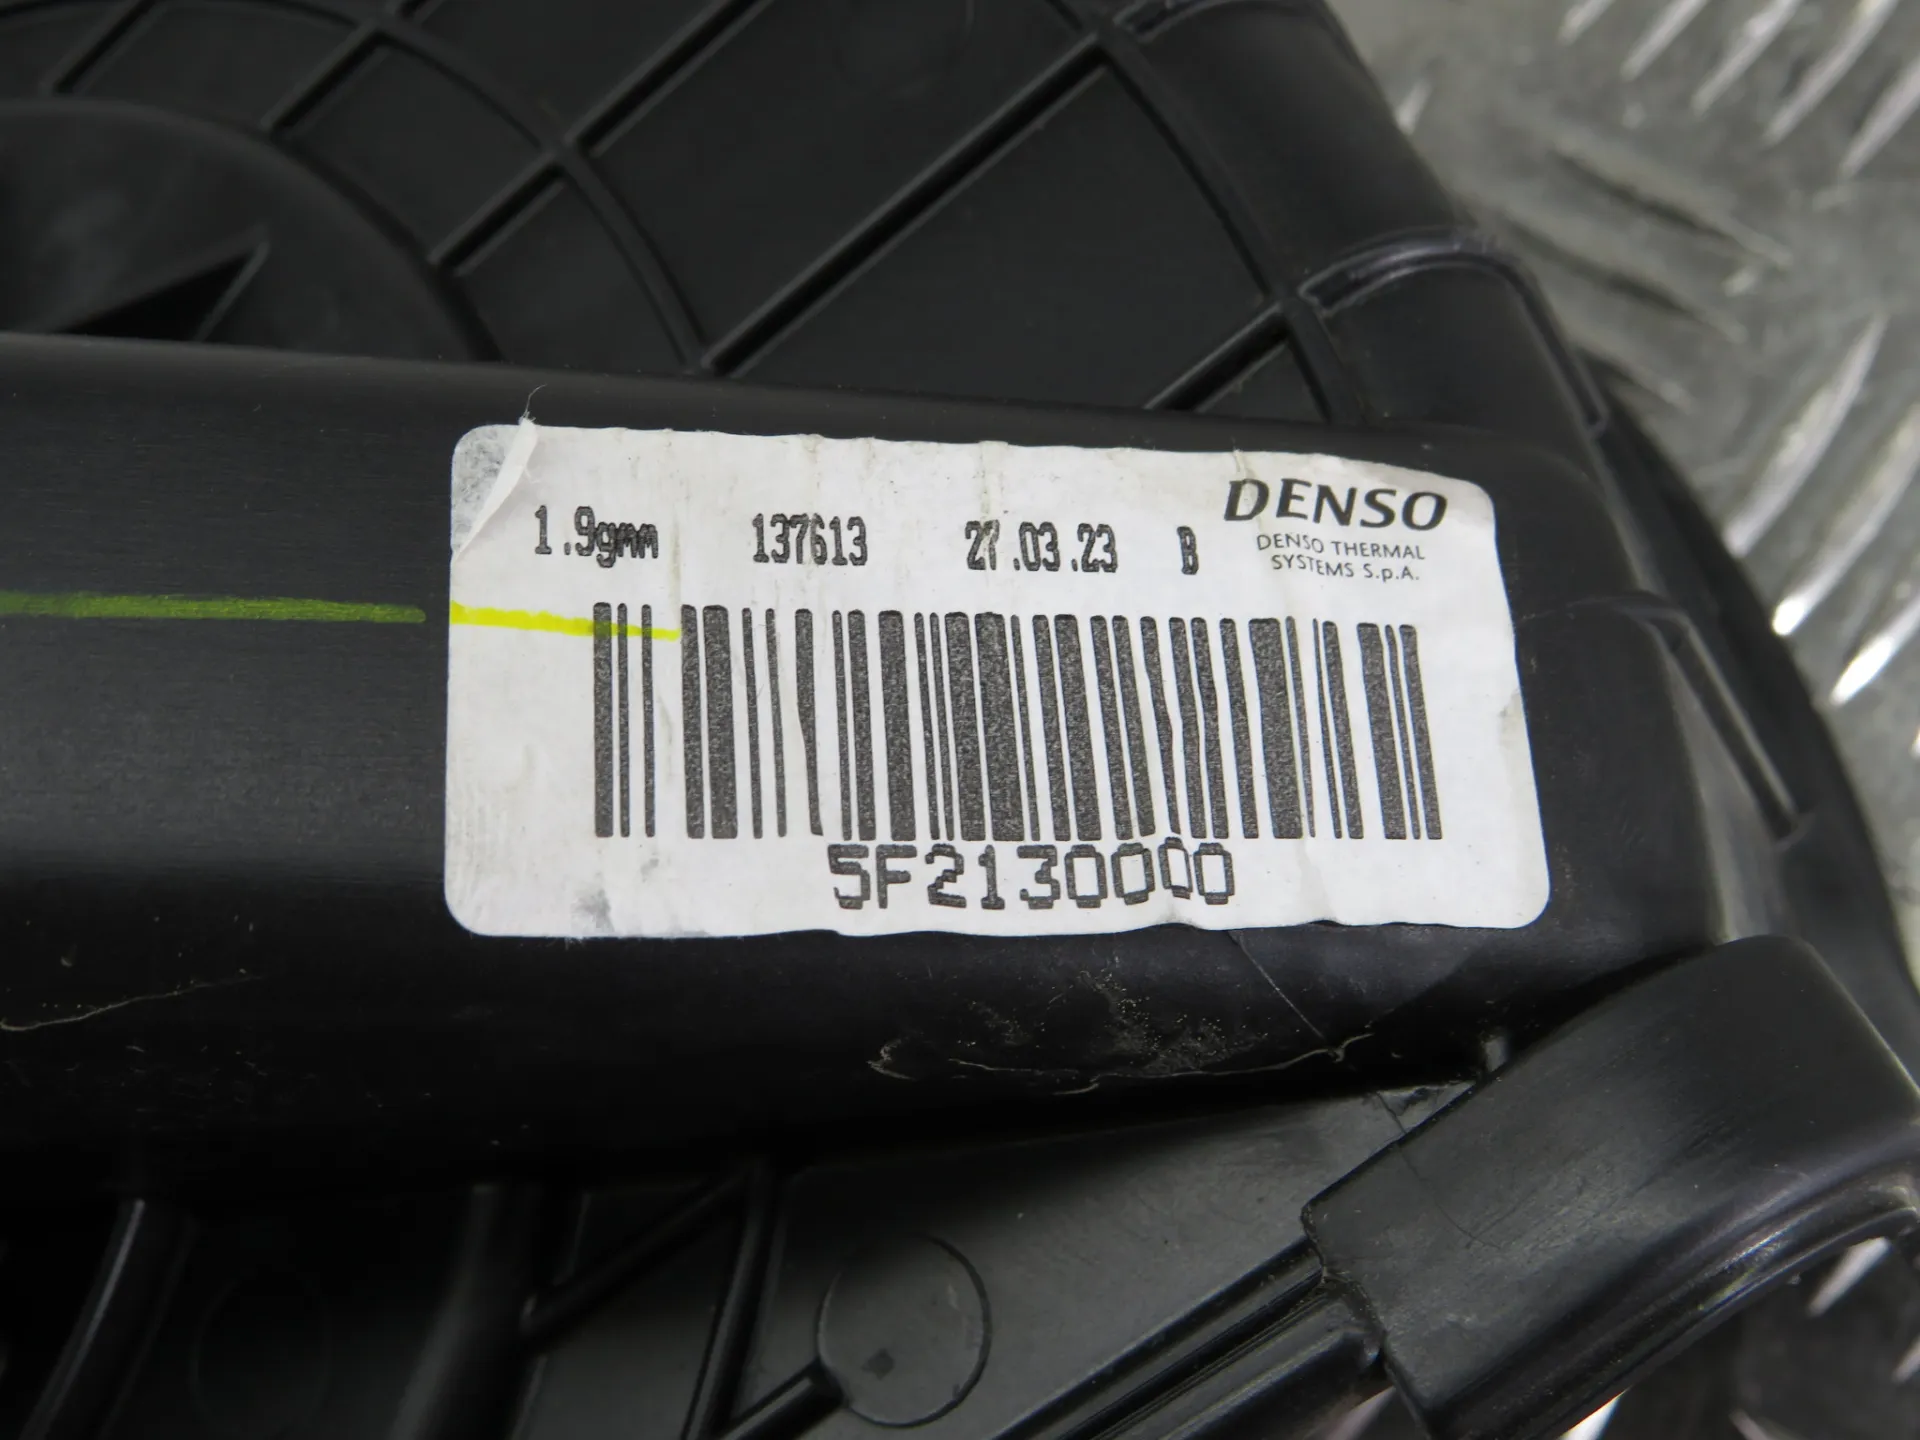 DENSO
1.9gmm 137613 27.03.23 B
DENSO THERMAL
SYSTEMS S.p.A.
5F2130000